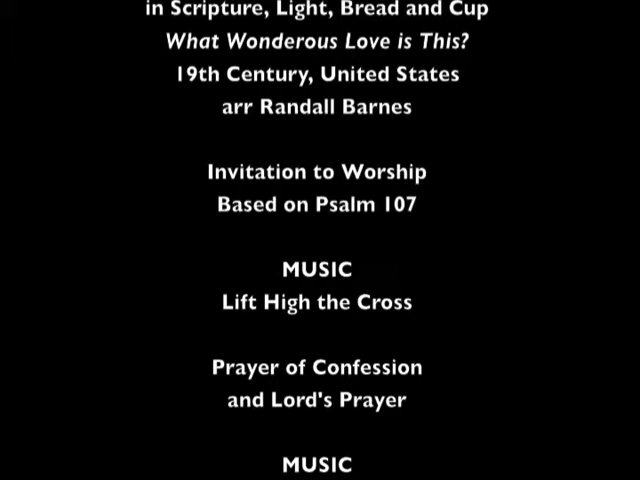 in Scripture, Light, Bread and Cup
What Wonderous Love is This?
19th Century, United States
arr Randall Barnes
Invitation to Worship
Based on Psalm 107
MUSIC
Lift High the Cross
Prayer of Confession
and Lord's Prayer
MUSIC